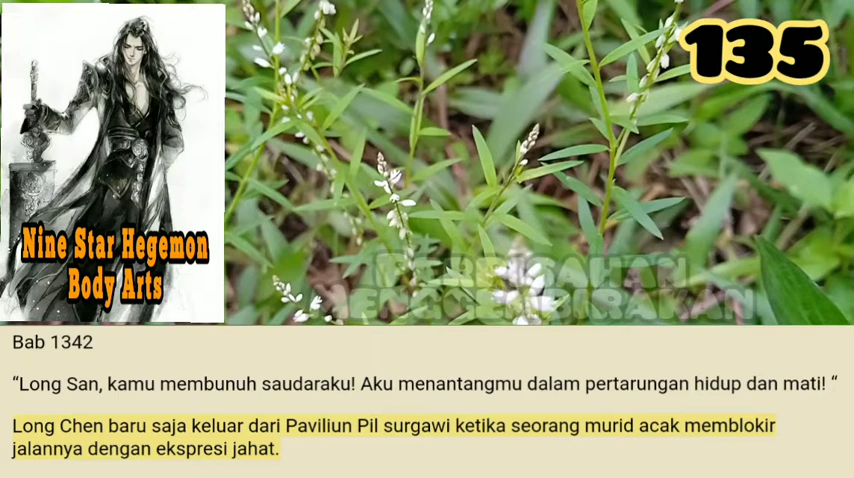 135
Nine Star Hegemon
Body Arts
PERPISAHAN
MENGGEMBIRAKAN
Bab 1342
“Long San, kamu membunuh saudaraku! Aku menantangmu dalam pertarungan hidup dan mati! “
Long Chen baru saja keluar dari Paviliun Pil surgawi ketika seorang murid acak memblokir
jalannya dengan ekspresi jahat.